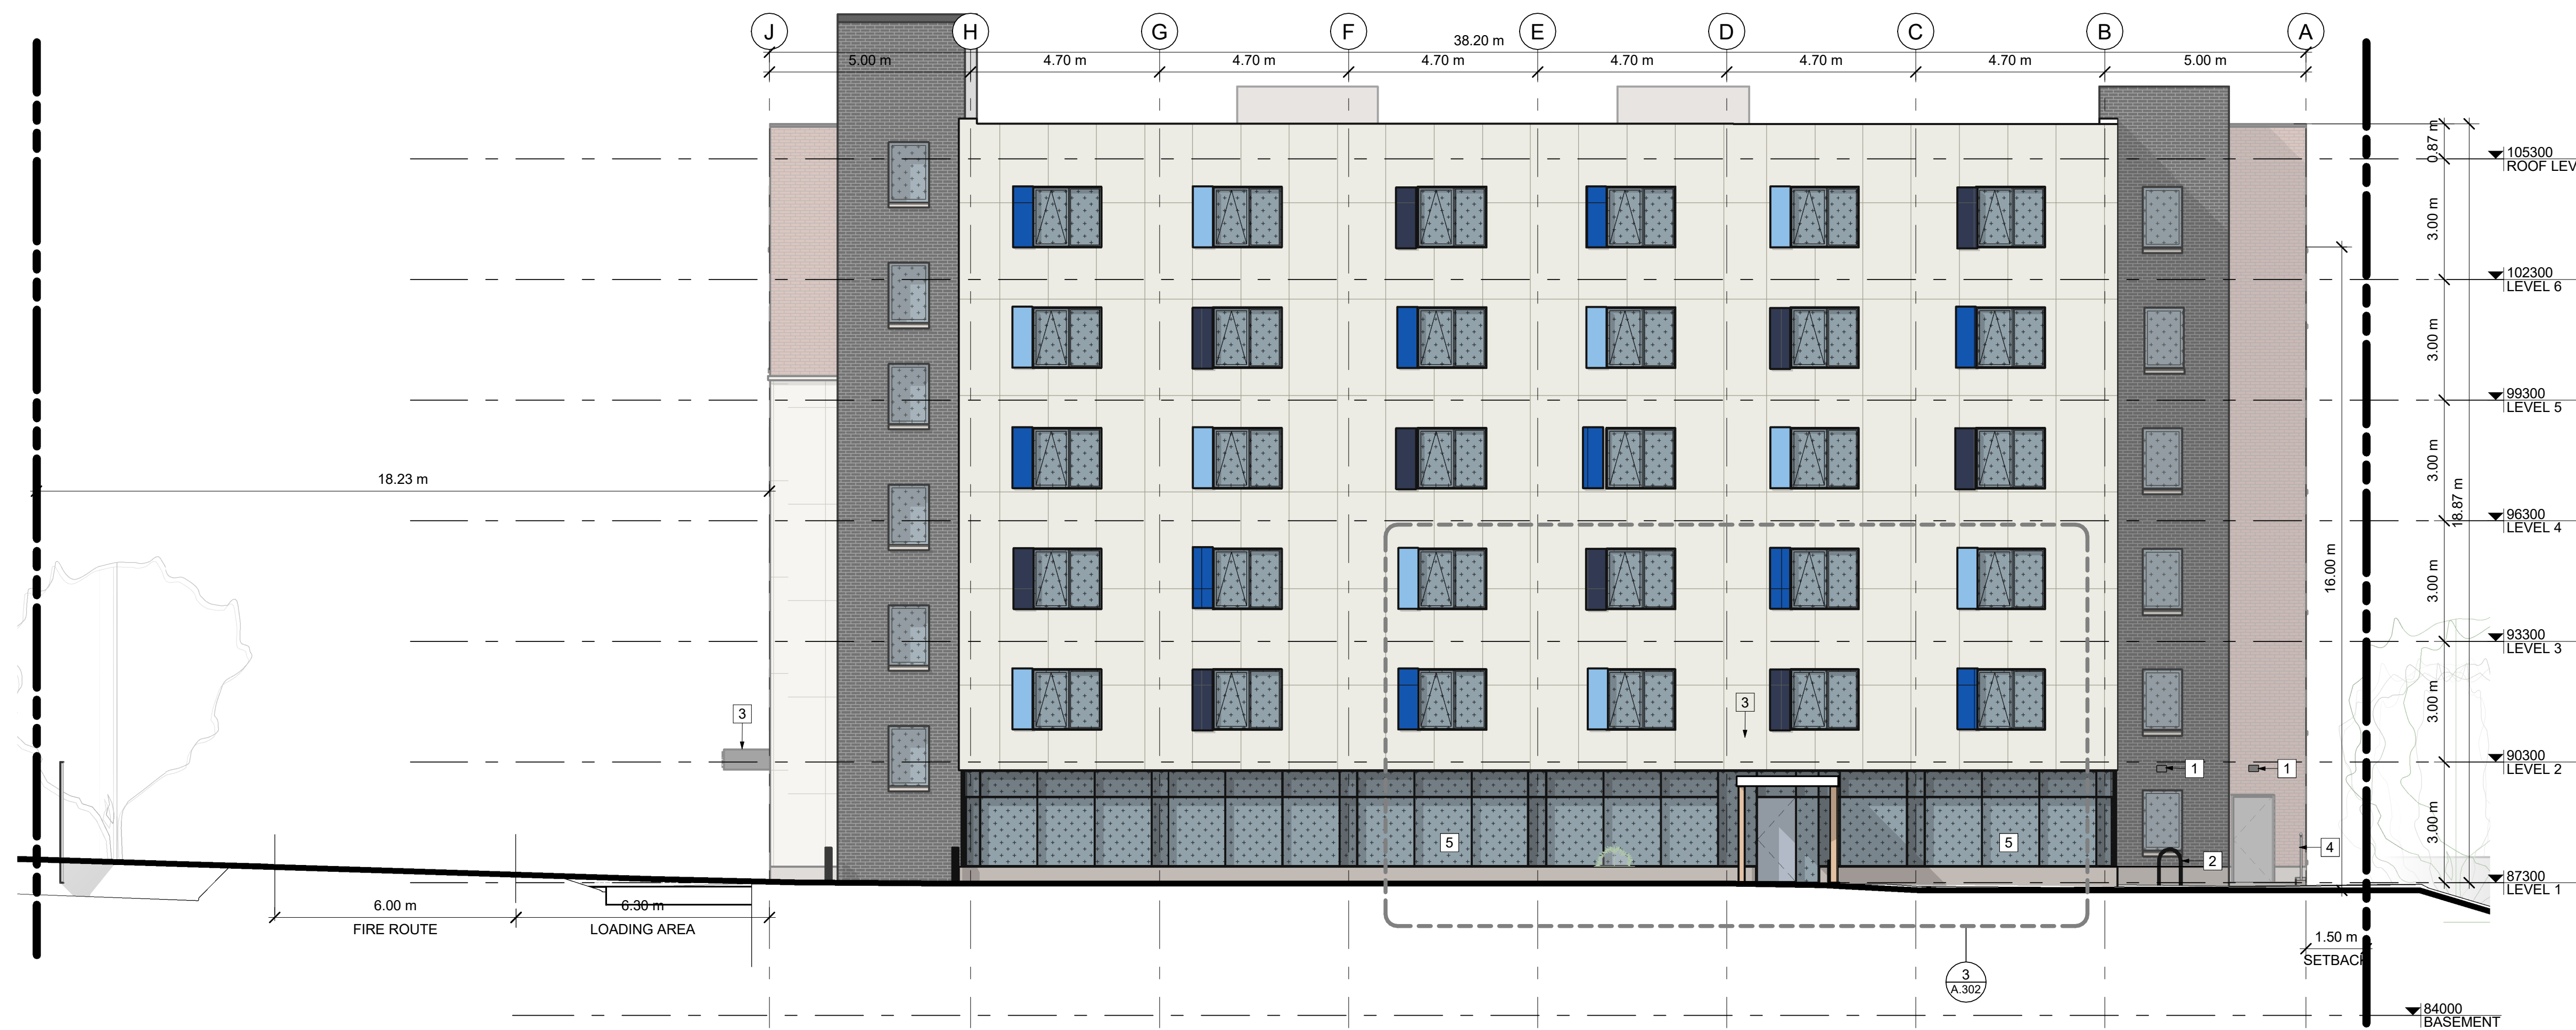 J H G F E D C B A
38.20 m
5.00 m 4.70 m 4.70 m 4.70 m 4.70 m 4.70 m 4.70 m 5.00 m
0.87 m
105300
ROOF LEV
3.00 m
102300
LEVEL 6
3.00 m
99300
LEVEL 5
3.00 m
18.87 m
18.23 m
96300
LEVEL 4
16.00 m
3.00 m
93300
LEVEL 3
3.00 m
3
3
90300
LEVEL 2
1
1
3.00 m
5
5
4
2
87300
LEVEL 1
6.00 m
FIRE ROUTE
6.30 m
LOADING AREA
1.50 m
SETBACK
3
A.302
84000
BASEMENT